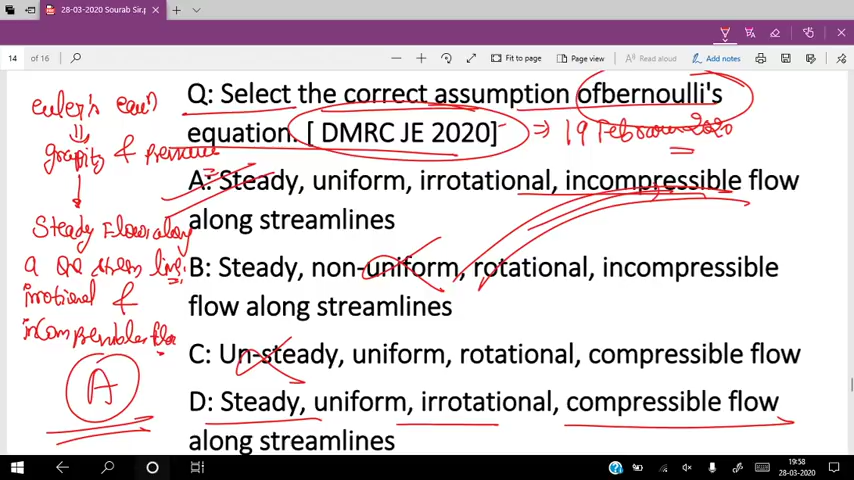 28-03-2020 Sourab Sir.p
14 of 16
Fit to page
Page view
Read aloud
Add notes
Q: Select the correct assumption ofbernoulli's
equation. [ DMRC JE 2020]
⇒ 19 February 2020
A: Steady, uniform, irrotational, incompressible flow
along streamlines
B: Steady, non-uniform, rotational, incompressible
flow along streamlines
C: Un-steady, uniform, rotational, compressible flow
D: Steady, uniform, irrotational, compressible flow
along streamlines
euler's
gravity & pressure
Steady Flow along
a stream line
irrotional &
incompressible flow
A
19:58
28-03-2020